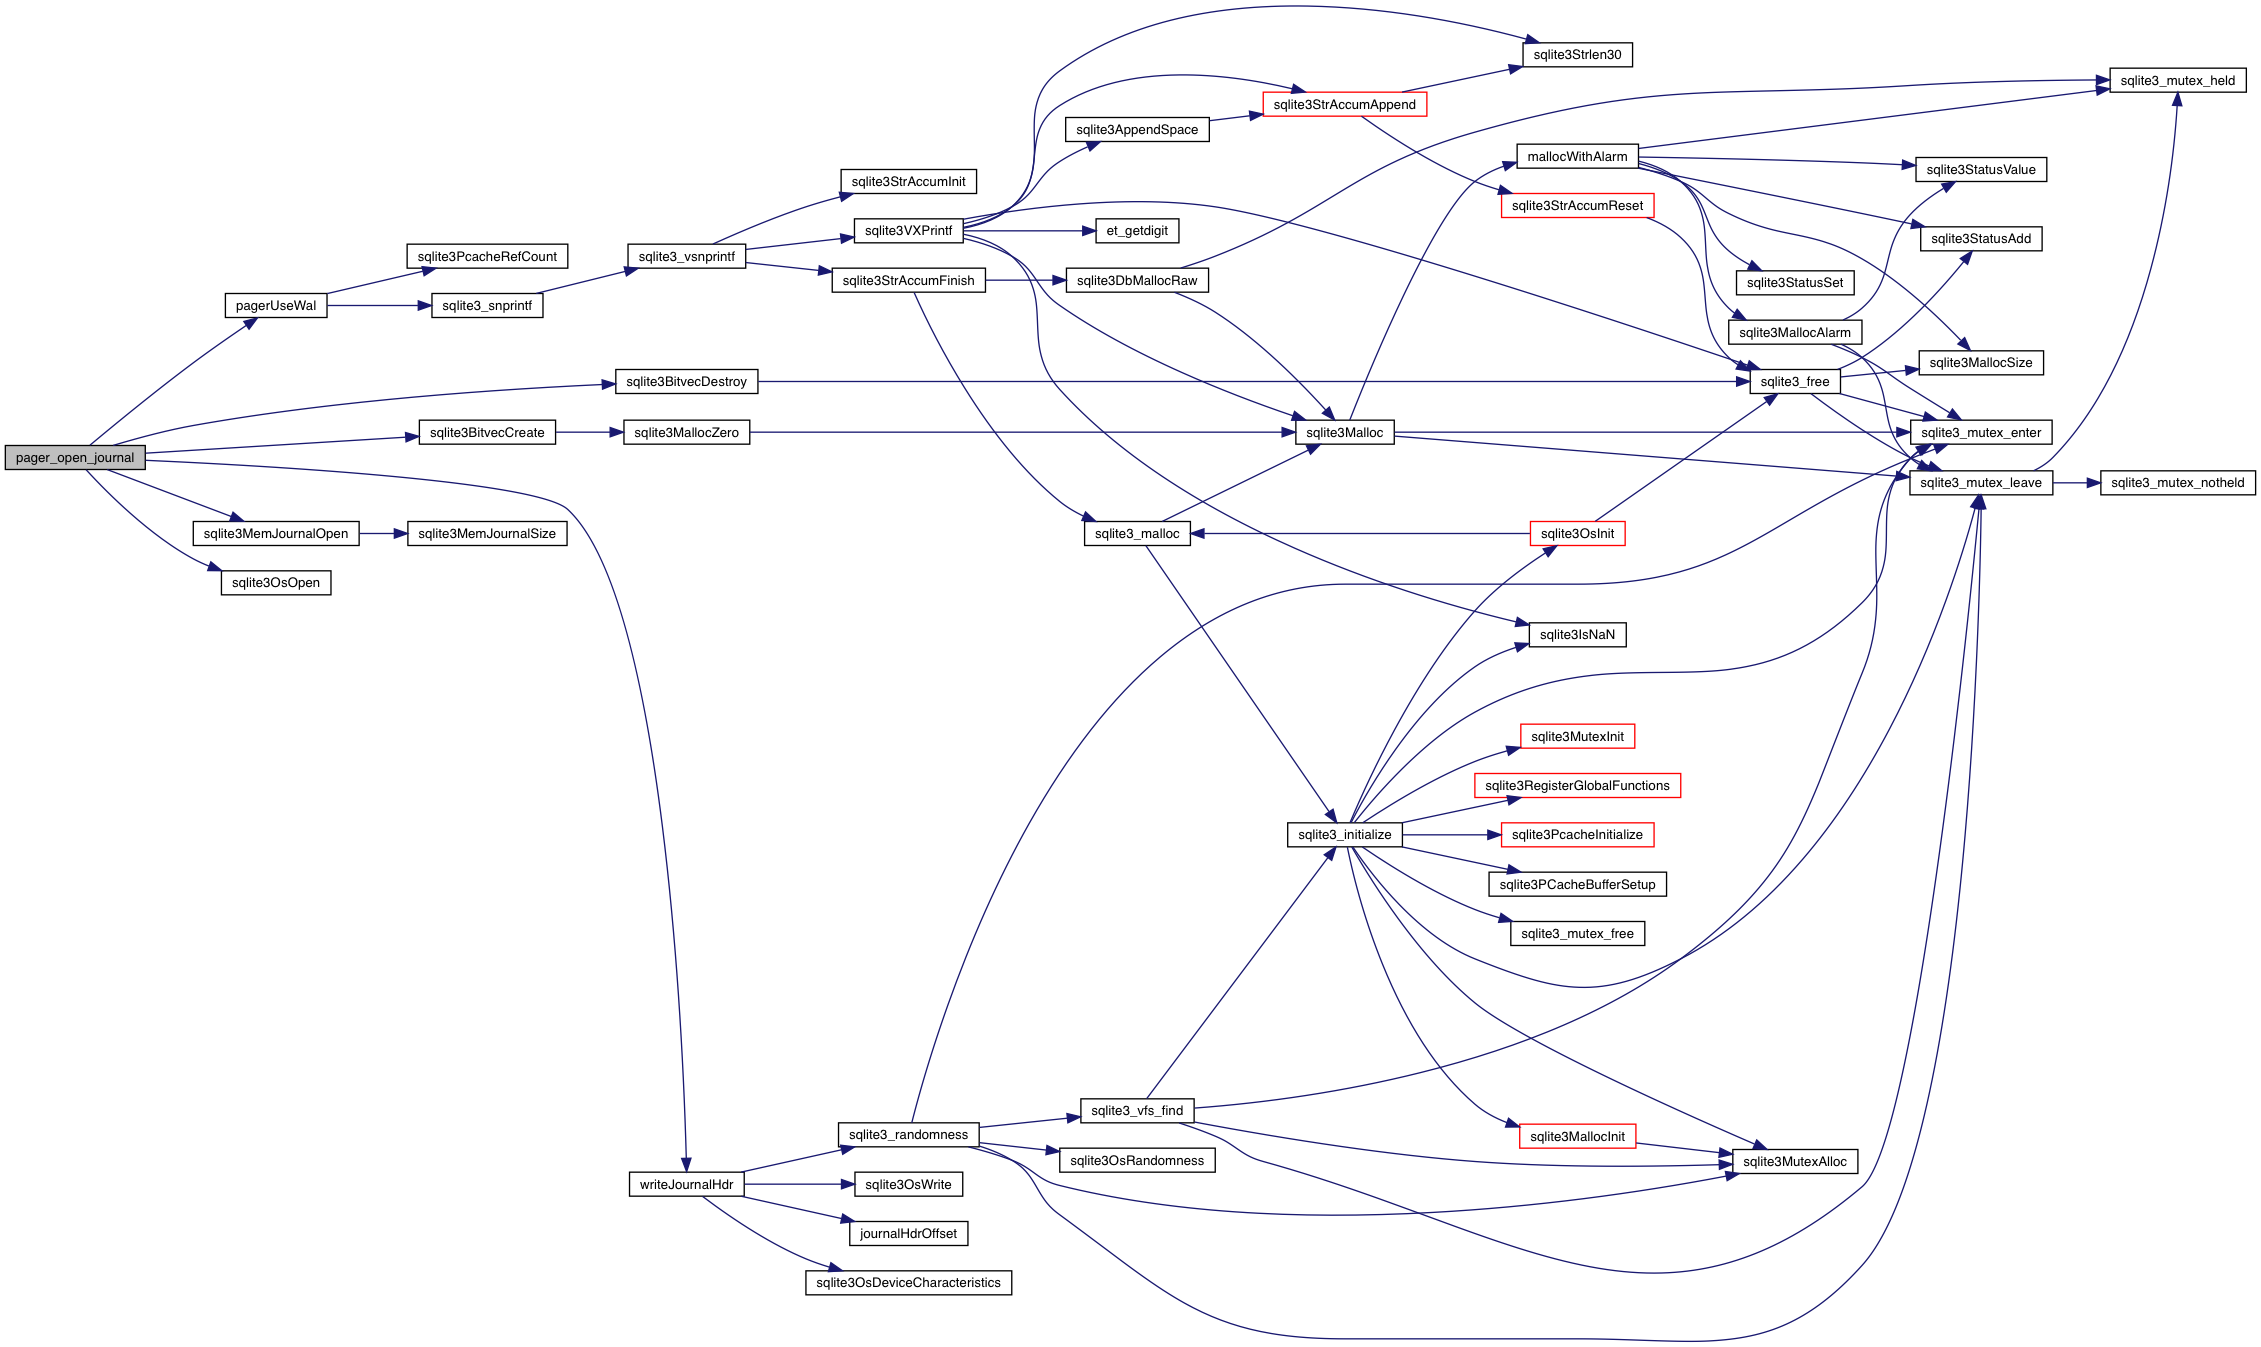 pager_open_journal
pagerUseWal
sqlite3PcacheRefCount
sqlite3_snprintf
sqlite3_vsnprintf
sqlite3StrAccumInit
sqlite3VXPrintf
sqlite3StrAccumFinish
sqlite3AppendSpace
et_getdigit
sqlite3DbMallocRaw
sqlite3StrAccumAppend
sqlite3Strlen30
sqlite3StrAccumReset
mallocWithAlarm
sqlite3_mutex_held
sqlite3StatusValue
sqlite3StatusAdd
sqlite3StatusSet
sqlite3MallocAlarm
sqlite3MallocSize
sqlite3_free
sqlite3BitvecDestroy
sqlite3BitvecCreate
sqlite3MallocZero
sqlite3Malloc
sqlite3_mutex_enter
sqlite3_mutex_leave
sqlite3_mutex_notheld
sqlite3MemJournalOpen
sqlite3MemJournalSize
sqlite3OsOpen
sqlite3_malloc
sqlite3OsInit
sqlite3IsNaN
sqlite3MutexInit
sqlite3RegisterGlobalFunctions
sqlite3_initialize
sqlite3PcacheInitialize
sqlite3PCacheBufferSetup
sqlite3_mutex_free
sqlite3_vfs_find
sqlite3_randomness
sqlite3OsRandomness
sqlite3MallocInit
sqlite3MutexAlloc
writeJournalHdr
sqlite3OsWrite
journalHdrOffset
sqlite3OsDeviceCharacteristics